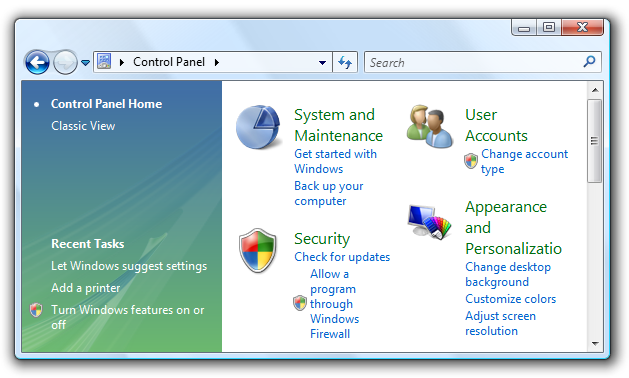 Control Panel
Search
Control Panel Home
Classic View
Recent Tasks
Let Windows suggest settings
Add a printer
Turn Windows features on or
off
System and
Maintenance
Get started with
Windows
Back up your
computer
Security
Check for updates
Allow a
program
through
Windows
Firewall
User
Accounts
Change account
type
Appearance
and
Personalizatio
Change desktop
background
Customize colors
Adjust screen
resolution